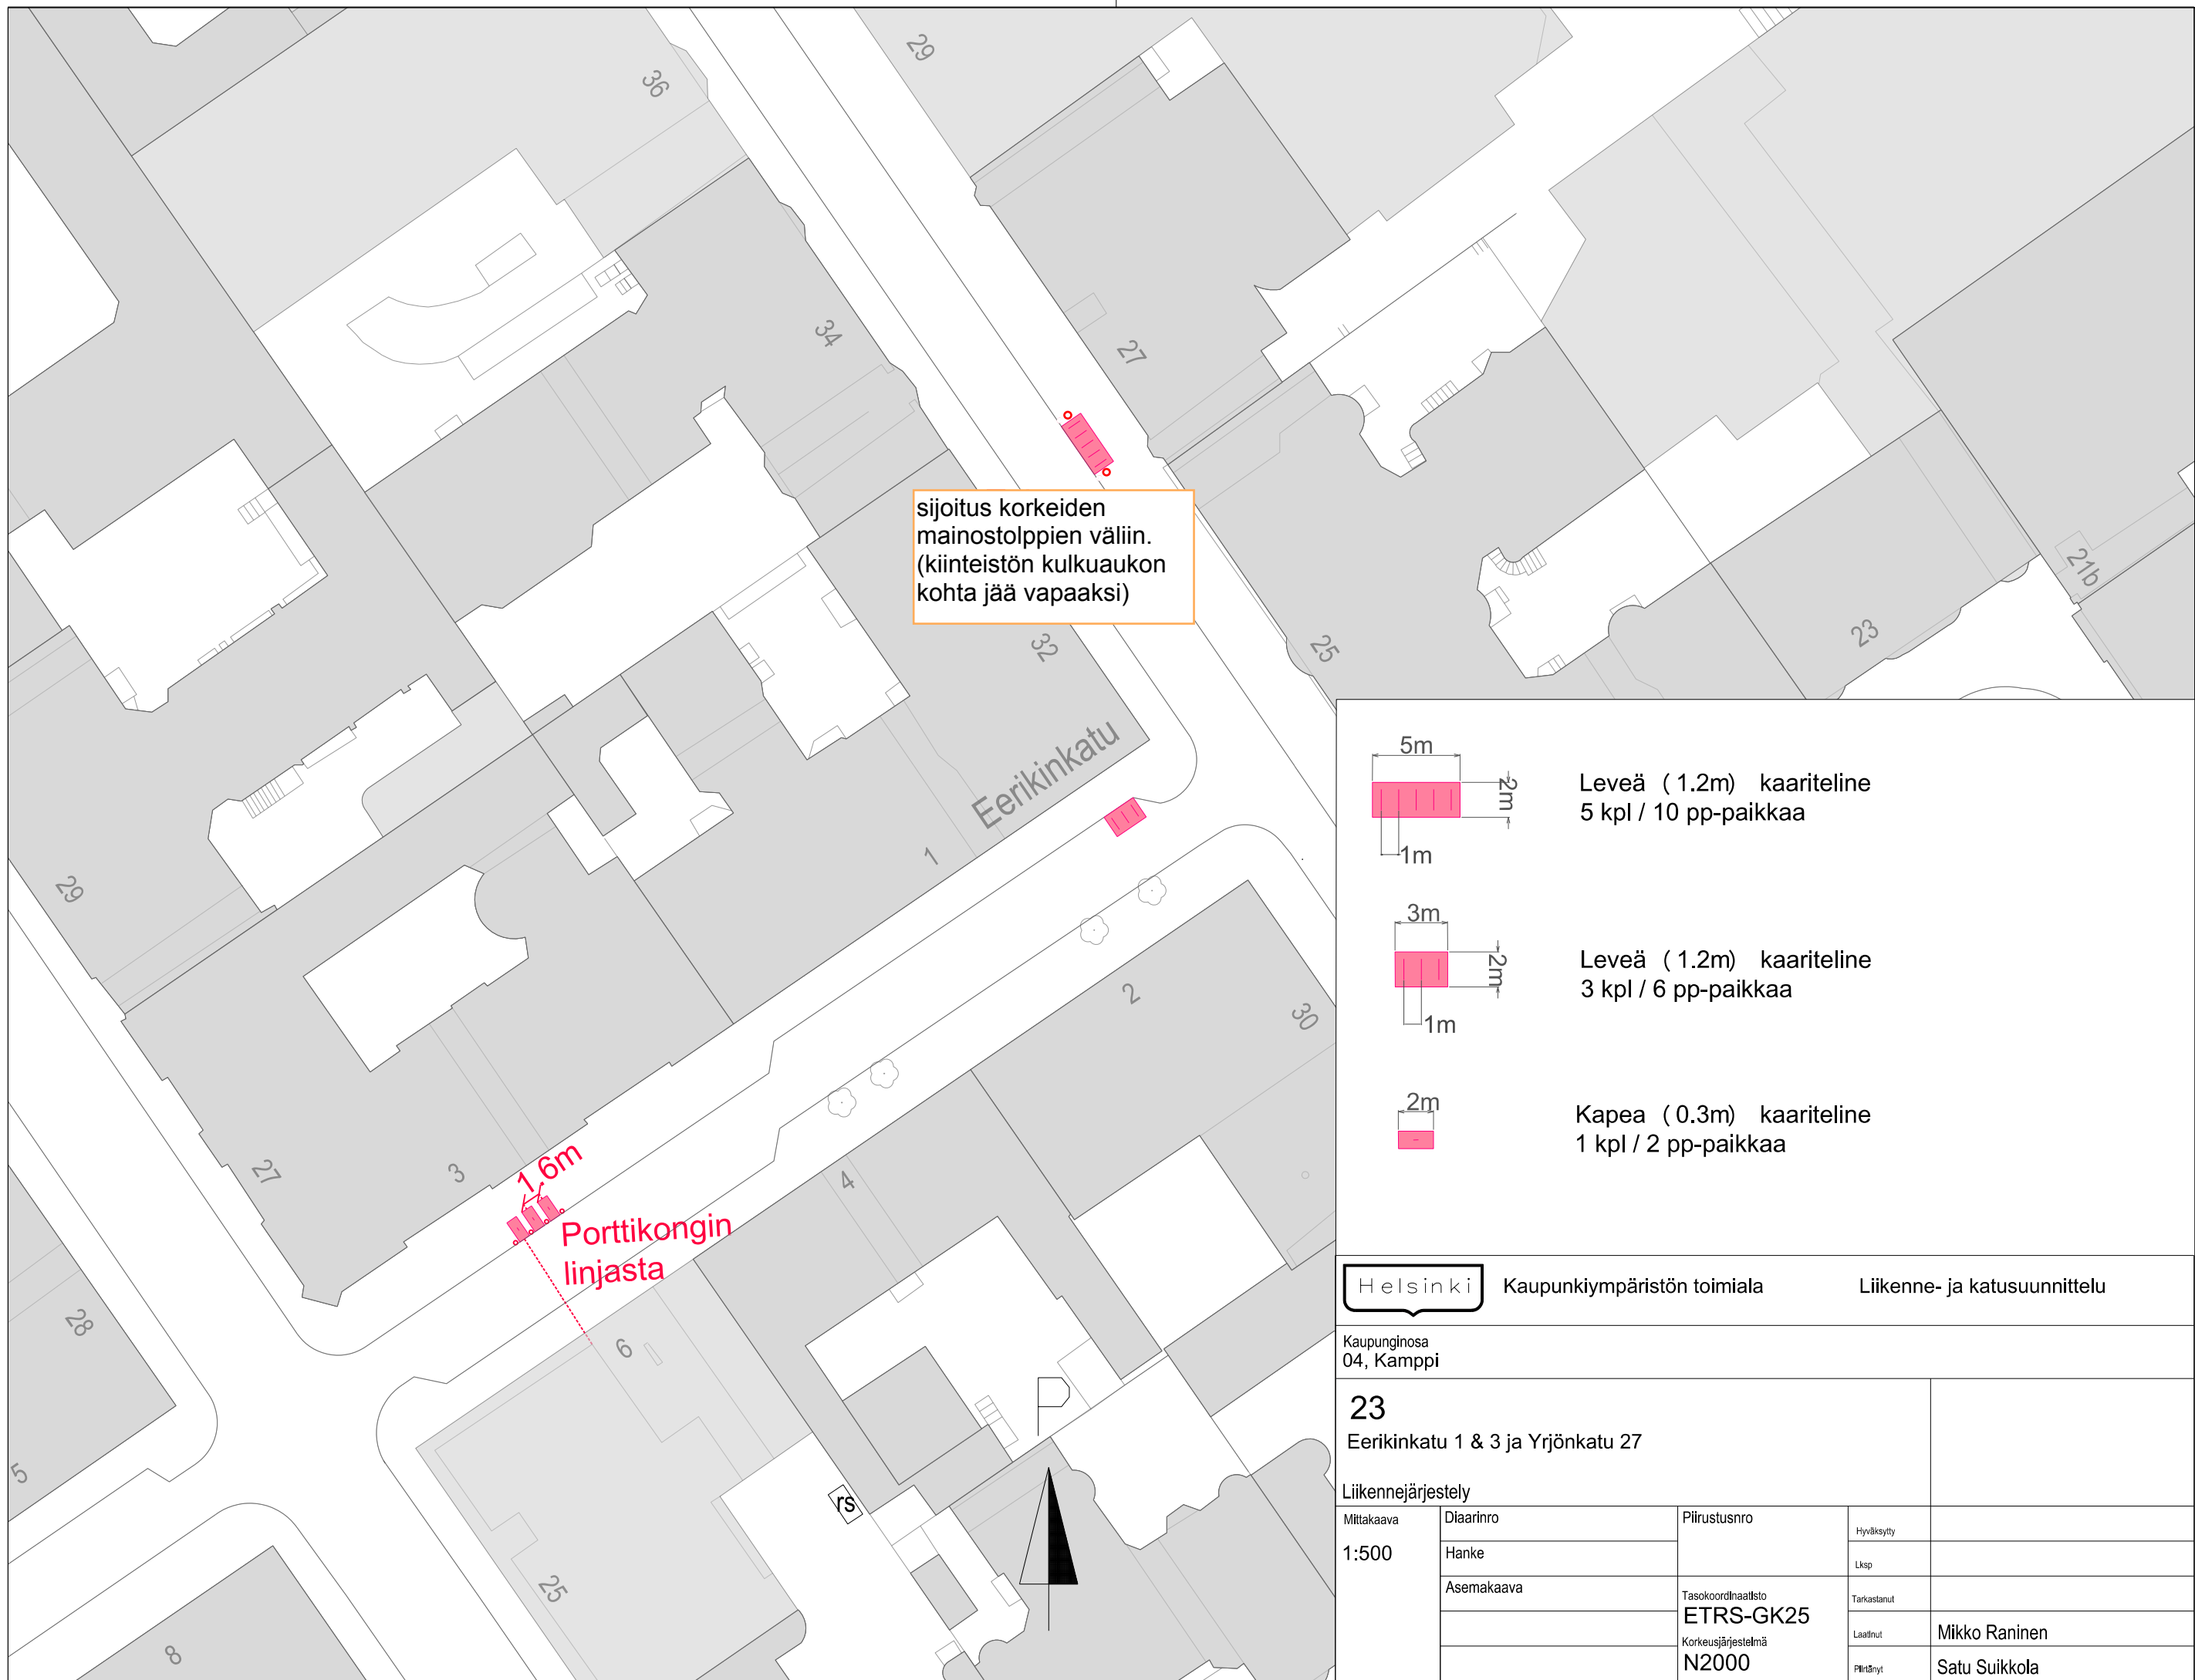 29
36
34
27
sijoitus korkeiden
mainostolppien väliin.
(kiinteistön kulkuaukon
kohta jää vapaaksi)
32
25
23
21b
Eerikinkatu
1
29
2
30
27
3
1.6m
Porttikongin
linjasta
4
6
28
5
25
8
rs
P
5m
2m
1m
Leveä (1.2m) kaariteline
5 kpl / 10 pp-paikkaa
3m
2m
1m
Leveä (1.2m) kaariteline
3 kpl / 6 pp-paikkaa
2m
Kapea (0.3m) kaariteline
1 kpl / 2 pp-paikkaa
Helsinki Kaupunkiympäristön toimiala Liikenne- ja katusuunnittelu
Kaupunginosa
04, Kamppi
23
Eerikinkatu 1 & 3 ja Yrjönkatu 27
Liikennejärjestely
Mittakaava
1:500
Diaarinro
Hanke
Asemakaava
Piirustusnro
Tasokoordinaatisto
ETRS-GK25
Korkeusjärjestelmä
N2000
Hyväksytty
Lksp
Tarkastanut
Laatinut Mikko Raninen
Piirtänyt Satu Suikkola